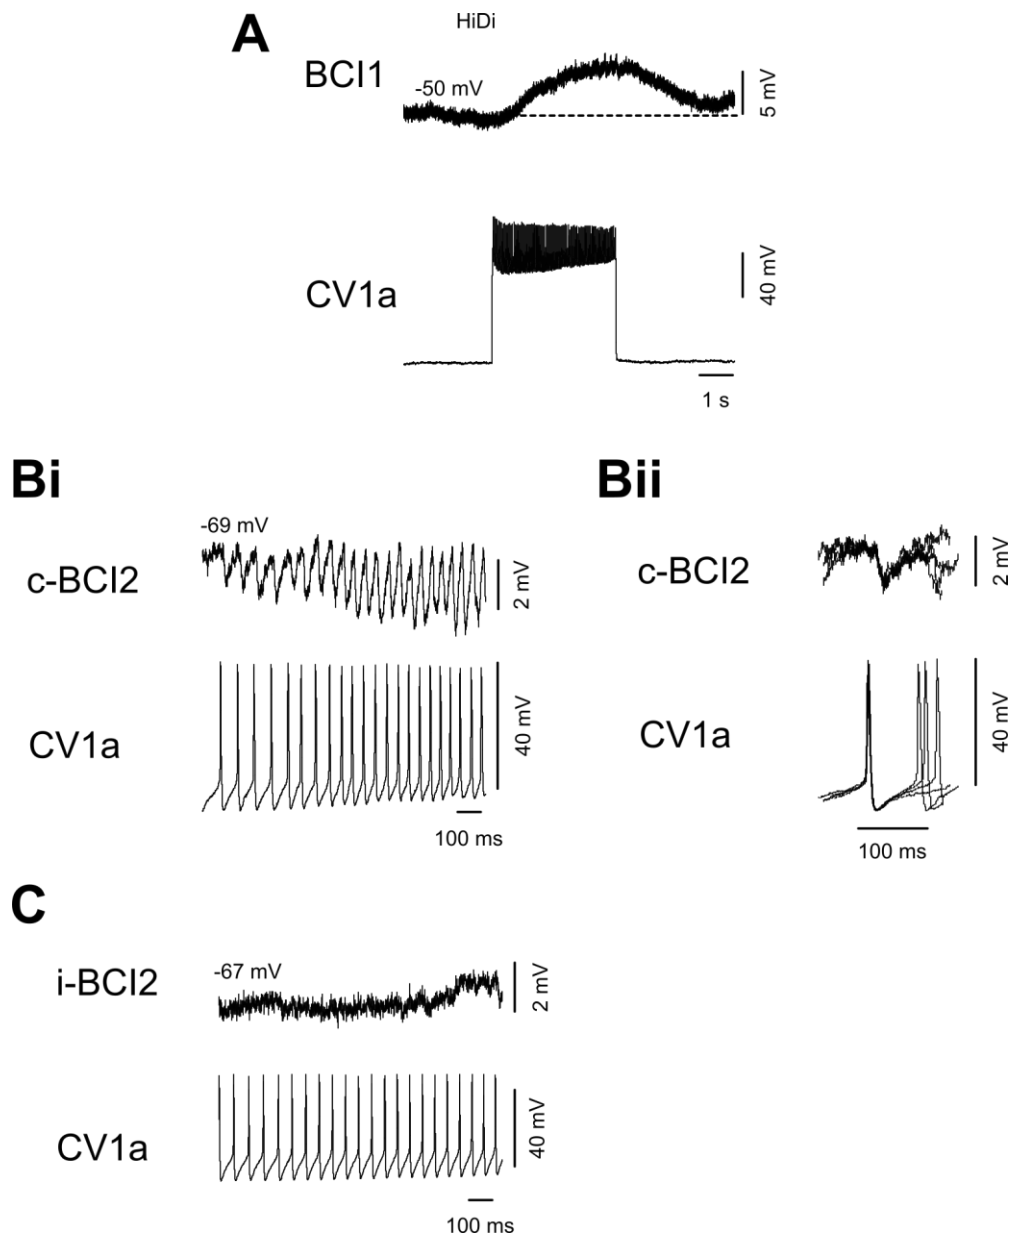 A
HiDi
BCI1
-50 mV
5 mV
CV1a
40 mV
1 s
Bi
-69 mV
c-BCI2
2 mV
CV1a
40 mV
100 ms
Bii
c-BCI2
2 mV
CV1a
40 mV
100 ms
C
i-BCI2
-67 mV
2 mV
CV1a
40 mV
100 ms